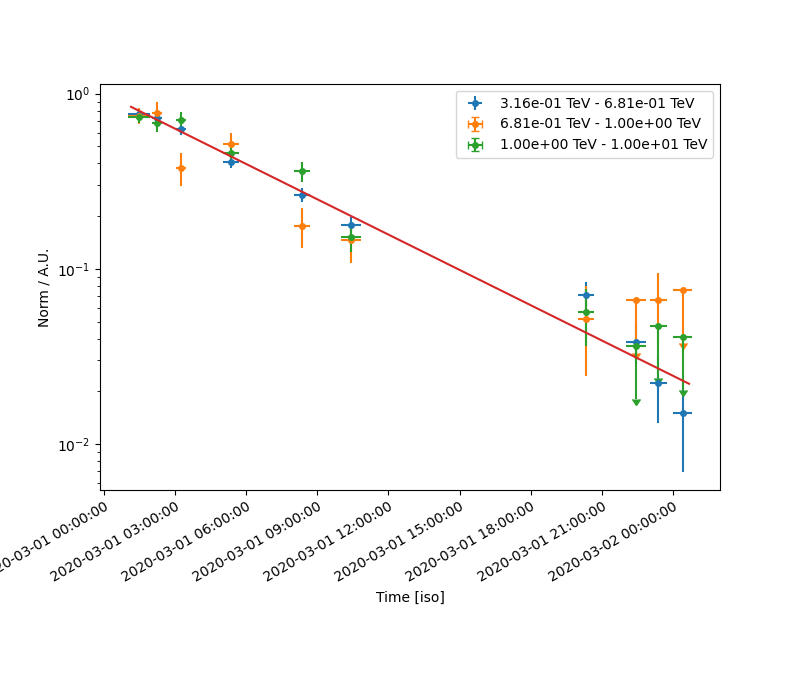 3.16e-01 TeV - 6.81e-01 TeV
6.81e-01 TeV - 1.00e+00 TeV
1.00e+00 TeV - 1.00e+01 TeV
10⁰
10⁻¹
10⁻²
Norm / A.U.
20-03-01 00:00:00
2020-03-01 03:00:00
2020-03-01 06:00:00
2020-03-01 09:00:00
2020-03-01 12:00:00
2020-03-01 15:00:00
2020-03-01 18:00:00
2020-03-01 21:00:00
2020-03-02 00:00:00
Time [iso]